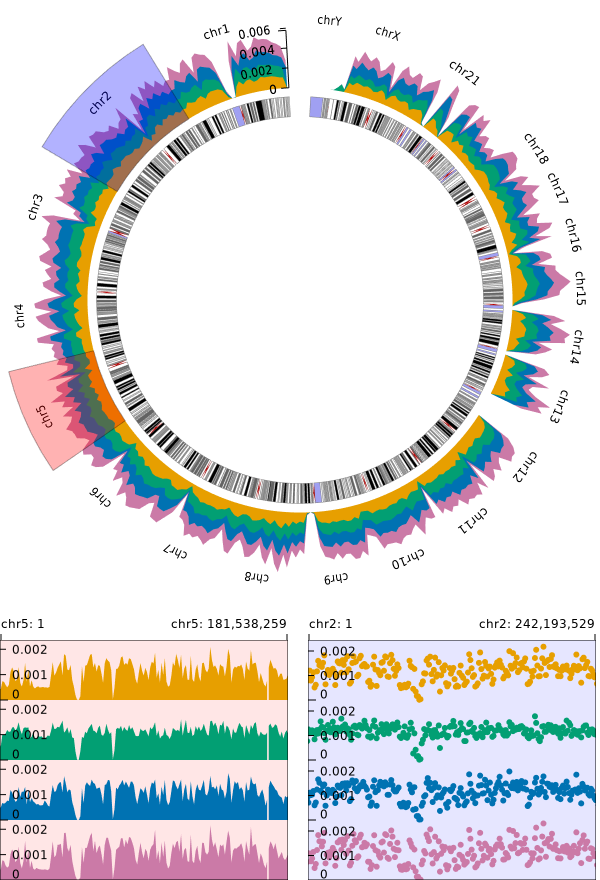 chrY
chr1
0.006
0.004
0.002
0
chrX
chr21
chr2
chr18
chr17
chr3
chr16
chr15
chr4
chr14
chr5
chr13
chr6
chr12
chr11
chr7
chr10
chr8
chr9
chr5: 1
chr5: 181,538,259
chr2: 1
chr2: 242,193,529
0.002
0.001
0
0.002
0.001
0
0.002
0.001
0
0.002
0.001
0
0.002
0.001
0
0.002
0.001
0
0.002
0.001
0
0.002
0.001
0